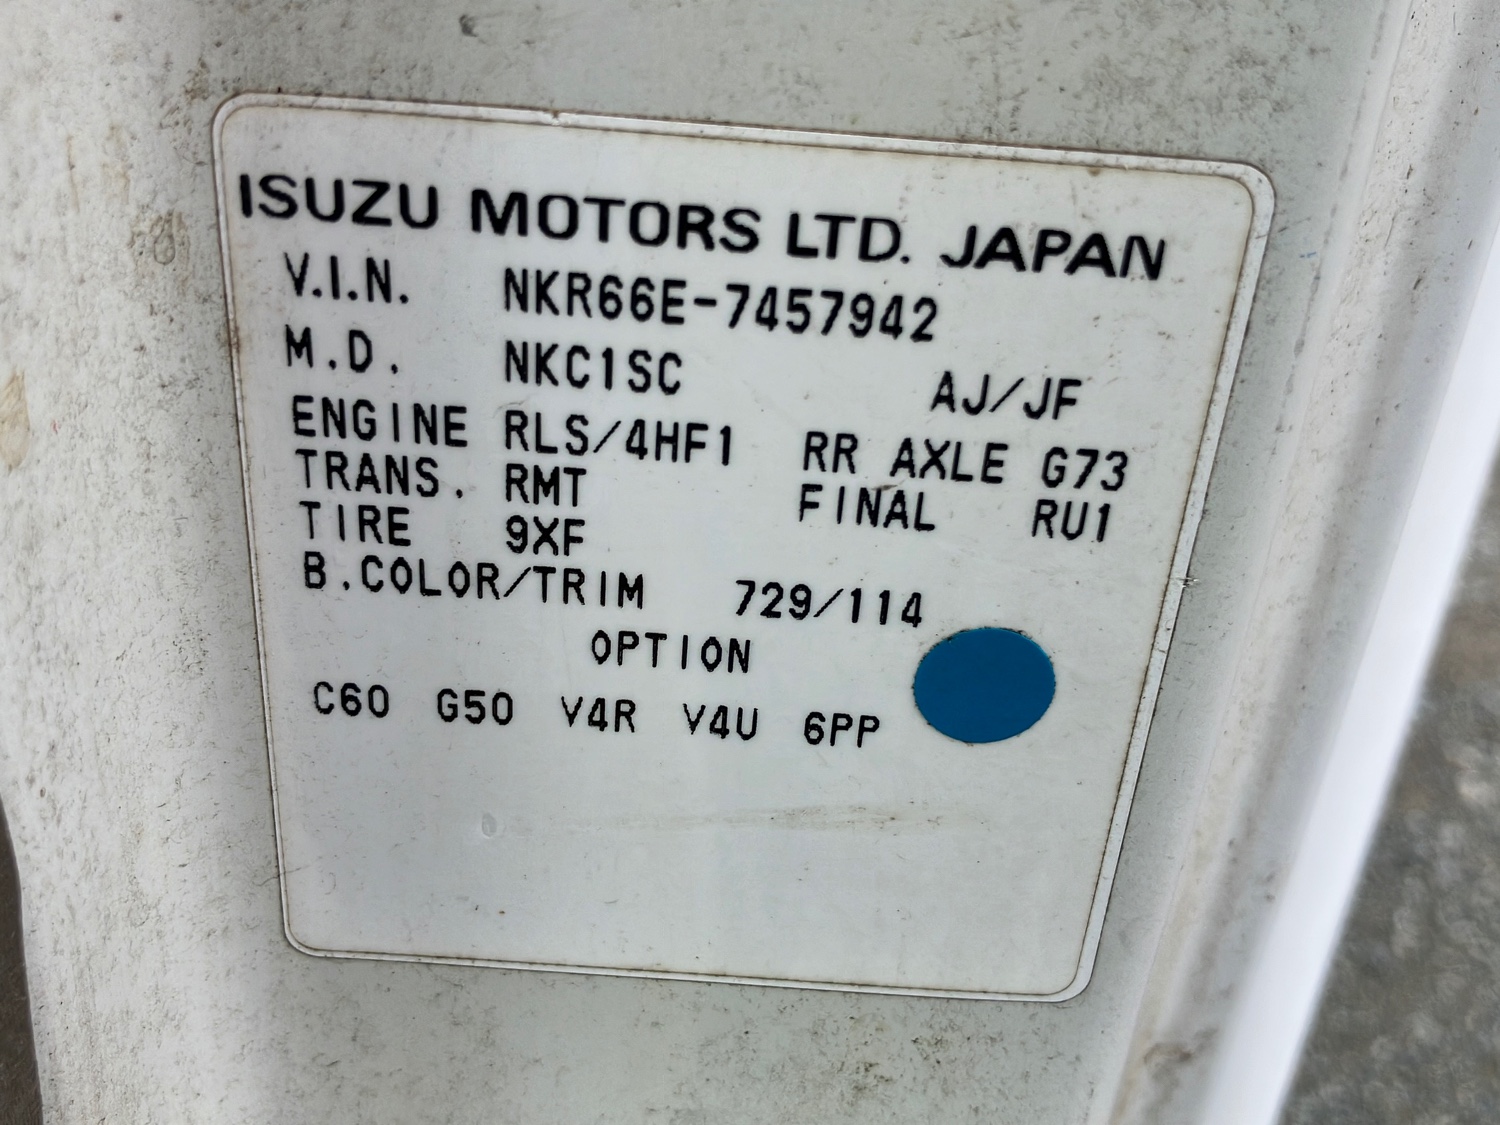 ISUZU MOTORS LTD. JAPAN
V.I.N. NKR66E-7457942
M.D. NKC1SC AJ/JF
ENGINE RLS/4HF1 RR AXLE G73
TRANS. RMT FINAL RU1
TIRE 9XF
B.COLOR/TRIM 729/114
OPTION
C60 G50 V4R V4U 6PP